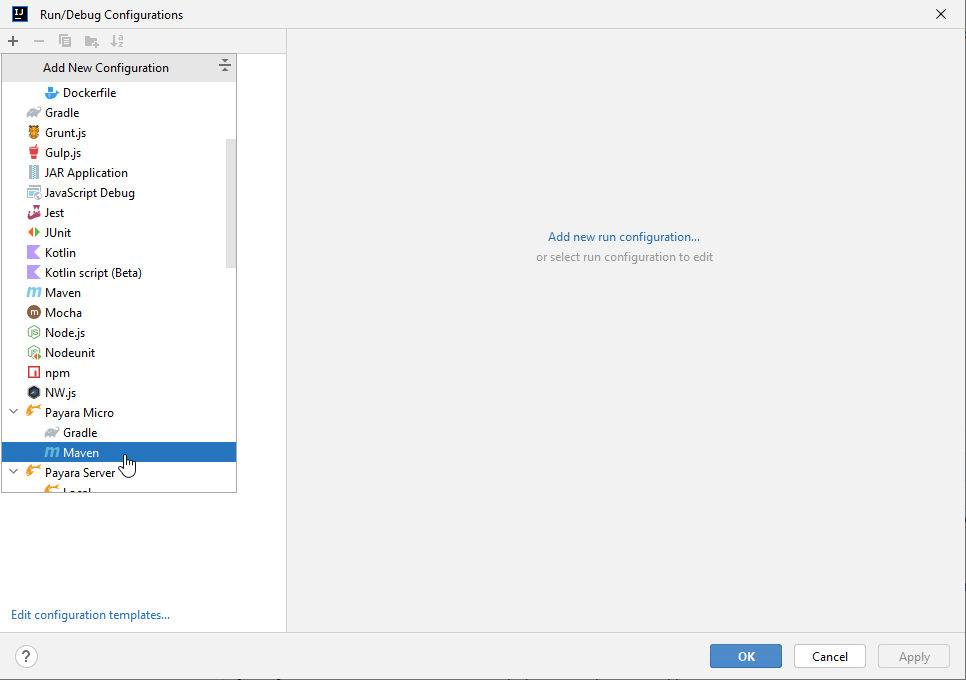 Run/Debug Configurations
Add New Configuration
Dockerfile
Gradle
Grunt.js
Gulp.js
JAR Application
JavaScript Debug
Jest
JUnit
Kotlin
Kotlin script (Beta)
Maven
Mocha
Node.js
Nodeunit
npm
NW.js
Payara Micro
Gradle
Maven
Payara Server
Local
Add new run configuration...
or select run configuration to edit
Edit configuration templates...
?
OK
Cancel
Apply